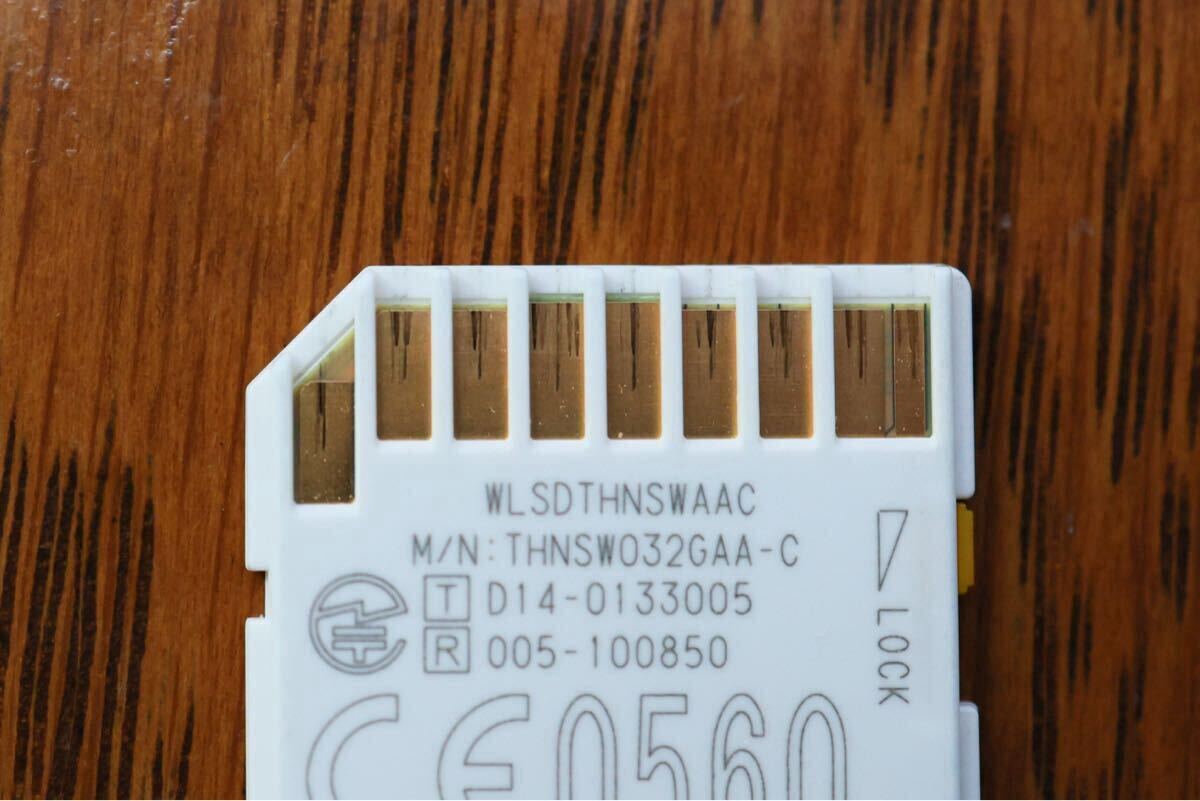 WLSDTHNSWAAC
M/N:THNSW032GAA-C
T D14-0133005
R 005-100850
CE0560
LOCK